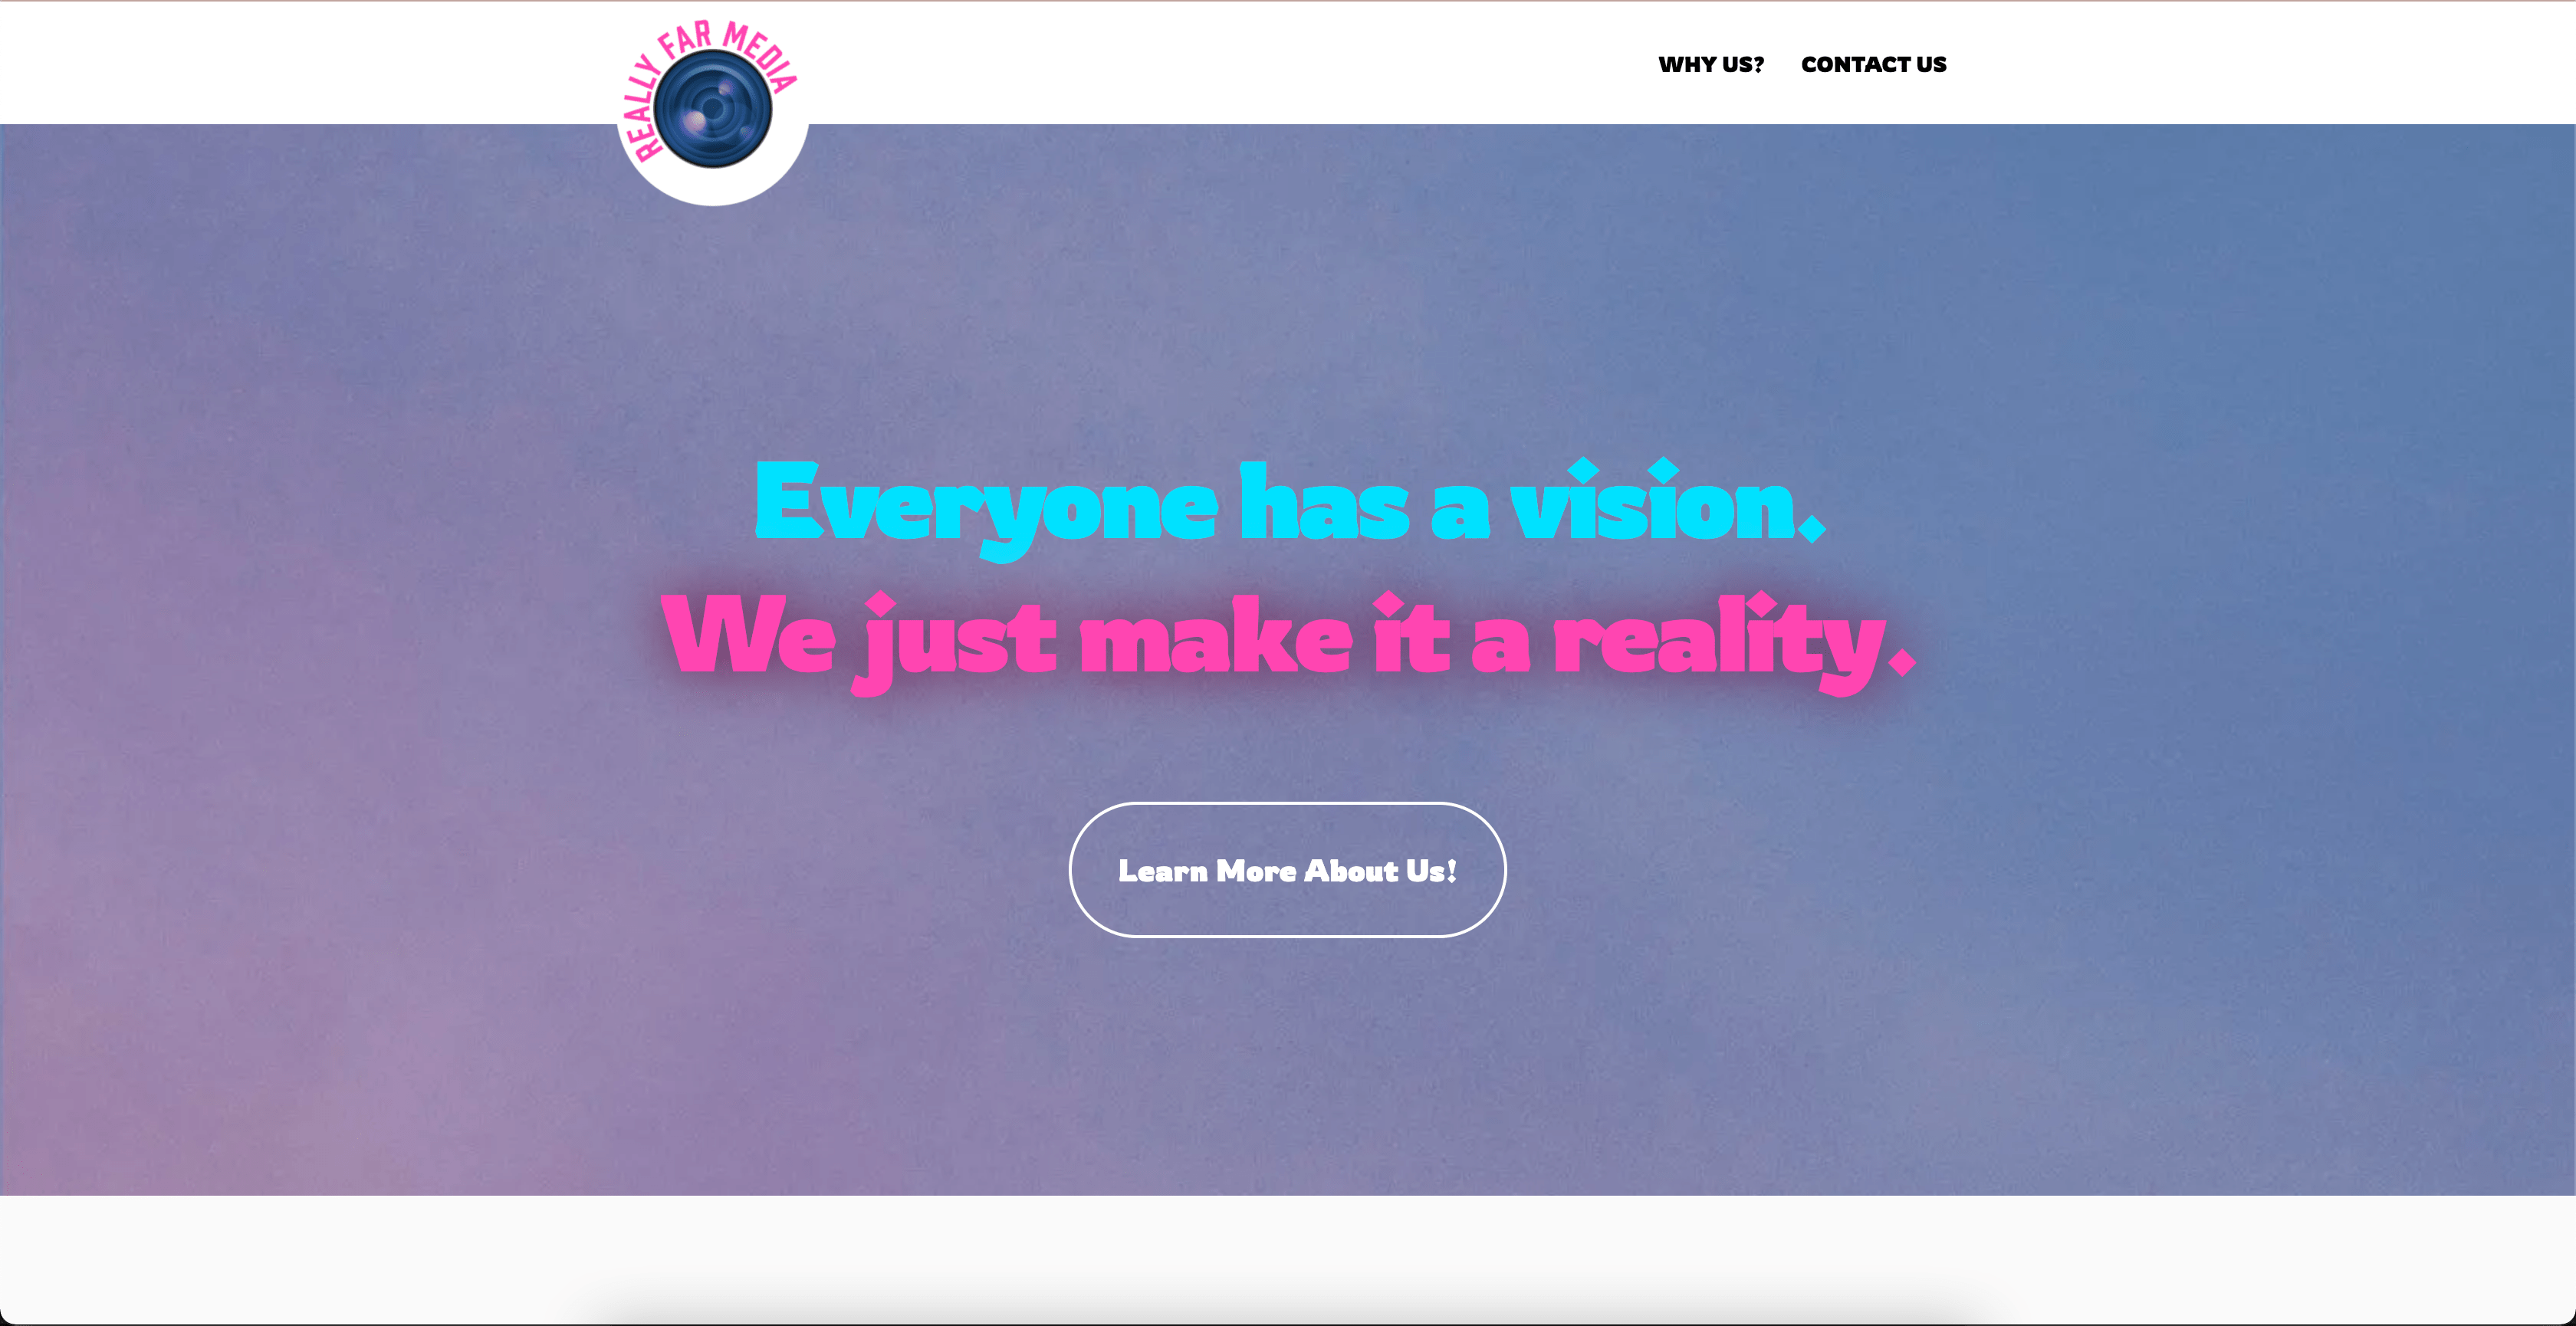 REALLY FAR MEDIA
WHY US? CONTACT US
Everyone has a vision.
We just make it a reality.
Learn More About Us!